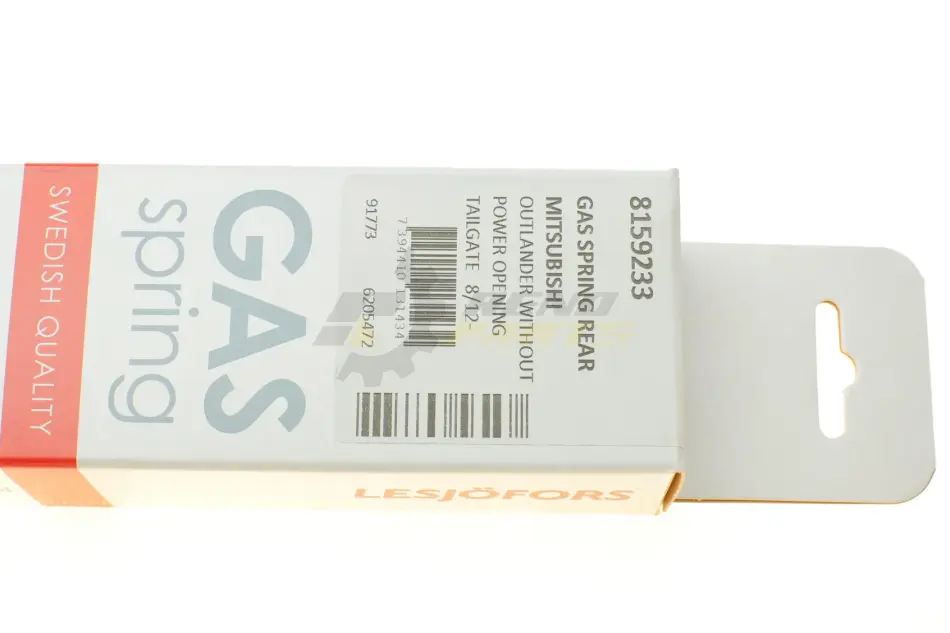 SWEDISH QUALITY
GAS
spring
8159233
GAS SPRING REAR
MITSUBISHI
OUTLANDER WITHOUT
POWER OPENING
TAILGATE 8/12-
7 394410 131434
91773
6205472
LESJÖFORS